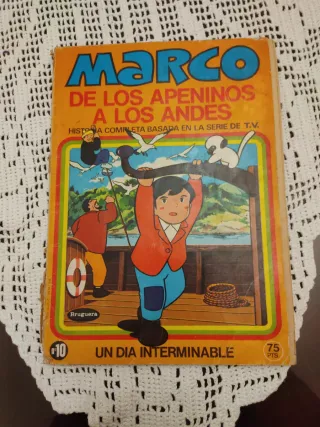 MARCO
DE LOS APENINOS
A LOS ANDES
HISTORIA COMPLETA BASADA EN LA SERIE DE T.V.
Bruguera
nº10
UN DIA INTERMINABLE
75
PTS.